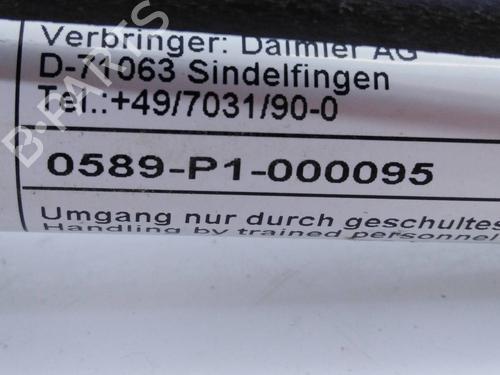 Verbringer: Daimler AG
D-71063 Sindelfingen
Tel.:+49/7031/90-0
0589-P1-000095
Umgang nur durch geschultes
Handling by trained personnel
B-PARTS